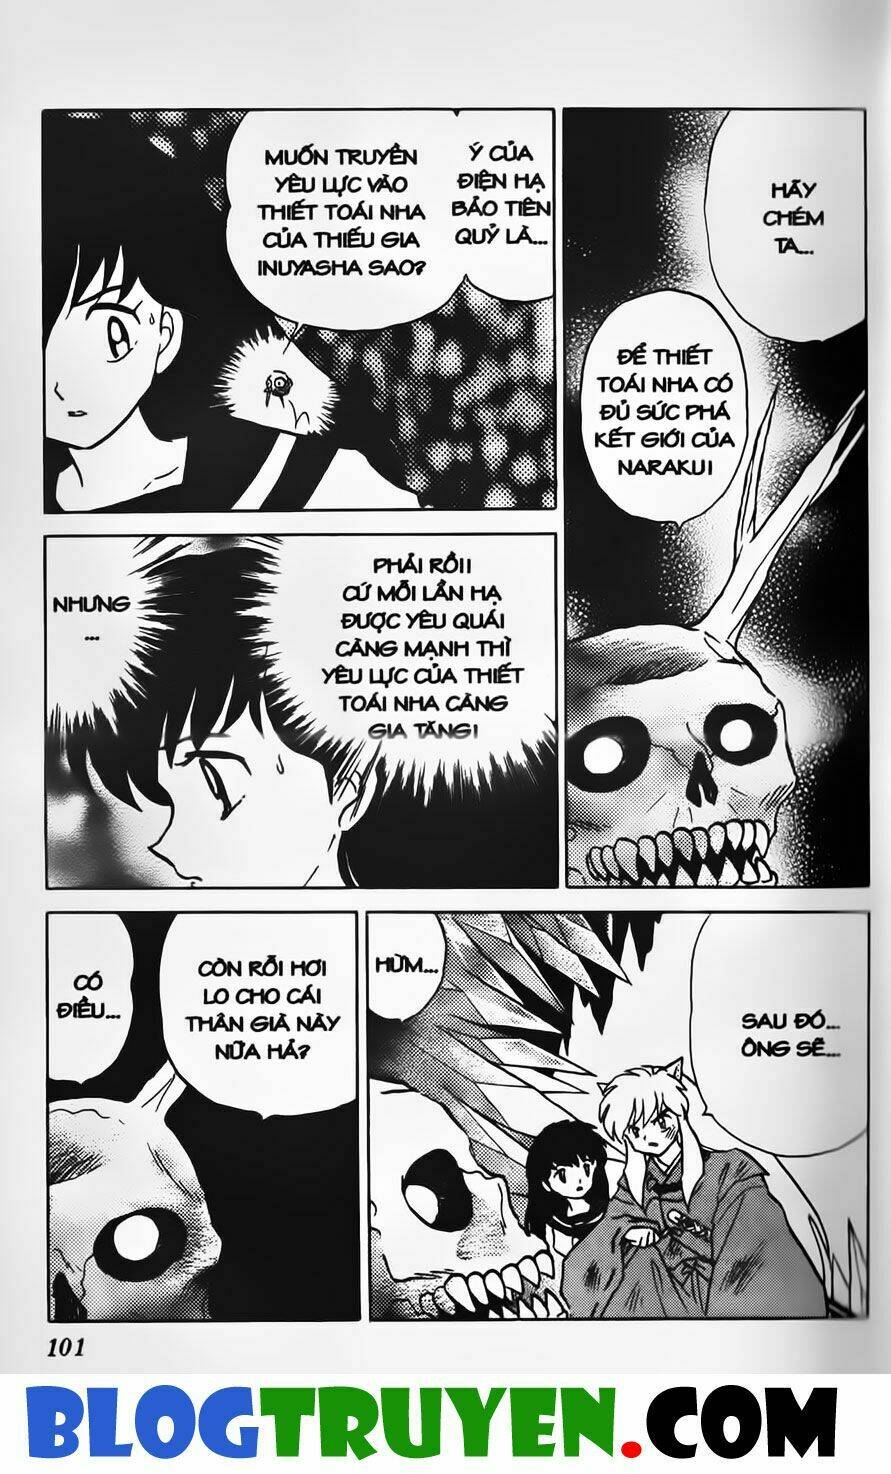 HÃY
CHÉM
TA...
ĐỂ THIẾT
TOÁI NHA CÓ
ĐỦ SỨC PHÁ
KẾT GIỚI CỦA
NARAKU!
Ý CỦA
ĐIỆN HẠ
BẢO TIÊN
QUỶ LÀ...
MUỐN TRUYỀN
YÊU LỰC VÀO
THIẾT TOÁI NHA
CỦA THIẾU GIA
INUYASHA SAO?
PHẢI RỒI!
CỨ MỖI LẦN HẠ
ĐƯỢC YÊU QUÁI
CÀNG MẠNH THÌ
YÊU LỰC CỦA THIẾT
TOÁI NHA CÀNG
GIA TĂNG!
NHƯNG
...
SAU ĐÓ...
ÔNG SẼ...
HỪM...
CÒN RỖI HƠI
LO CHO CÁI
THÂN GIÀ NÀY
NỮA HẢ?
CÓ
ĐIỀU...
101
BLOGTRUYEN.COM